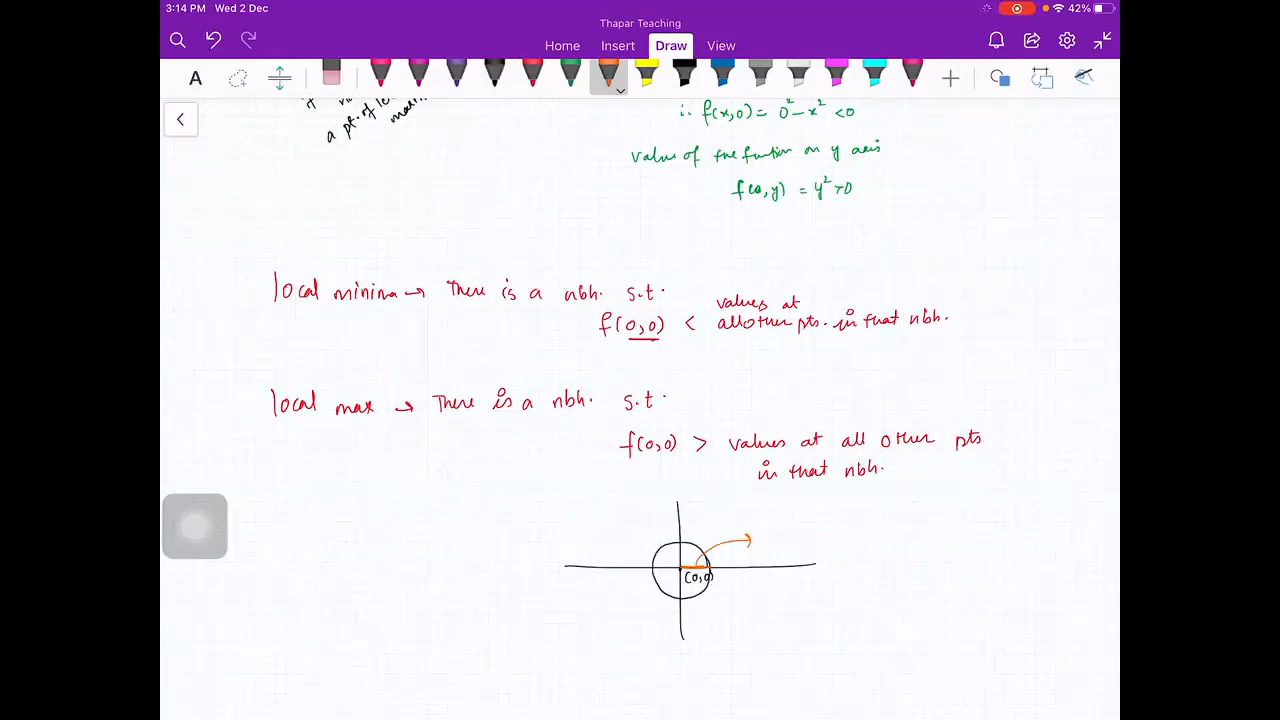 3:14 PM Wed 2 Dec
42%
Thapar Teaching
Home Insert Draw View
A
a pt. of
∴ f(x,0) = 0² - x² < 0
value of the function on y axis
f(0,y) = y² > 0
local minima → There is a nbh. s.t.
f(0,0) < values at all other pts. in that nbh.
local max → There is a nbh. s.t.
f(0,0) > values at all other pts
in that nbh.
(0,0)